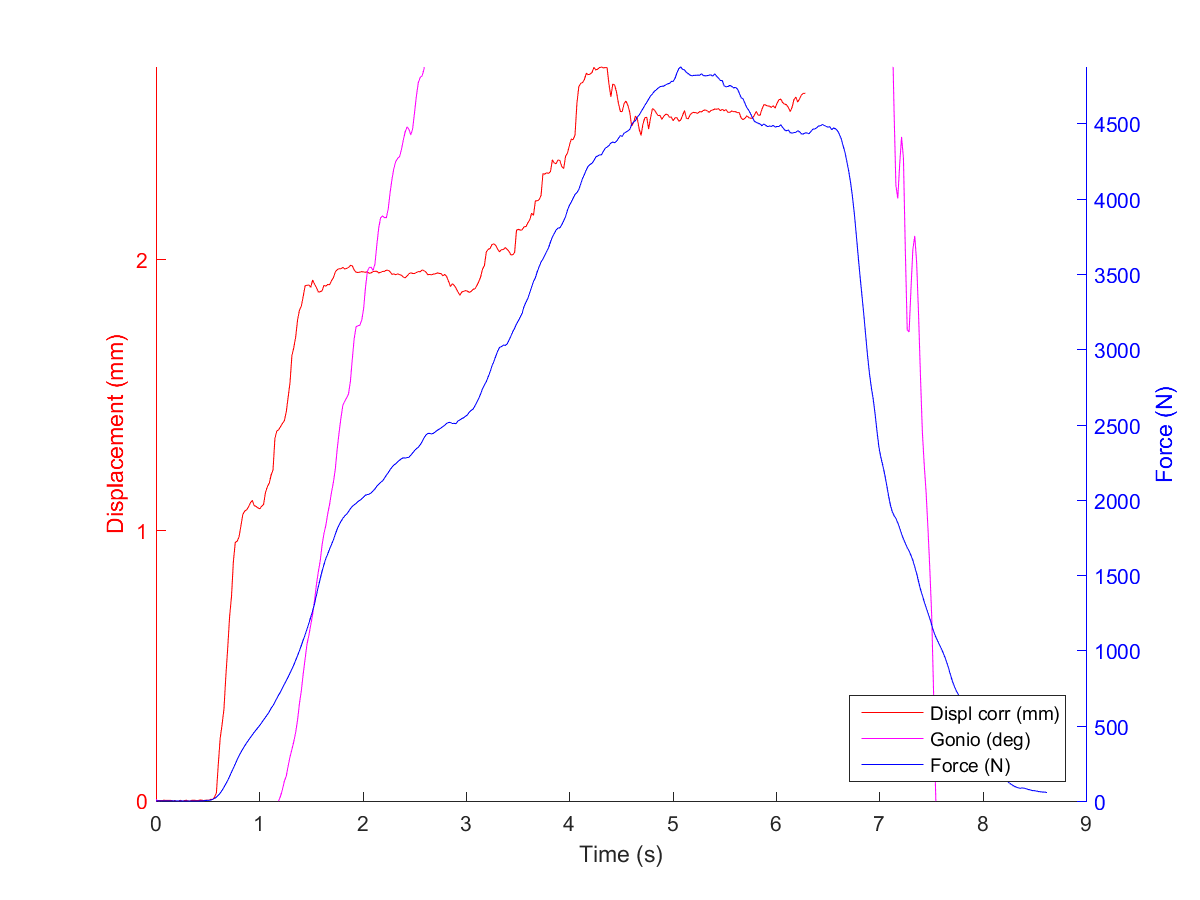 Displacement (mm)
2
1
0
4500
4000
3500
3000
2500
2000
1500
1000
500
0
Force (N)
Displ corr (mm)
Gonio (deg)
Force (N)
0 1 2 3 4 5 6 7 8 9
Time (s)